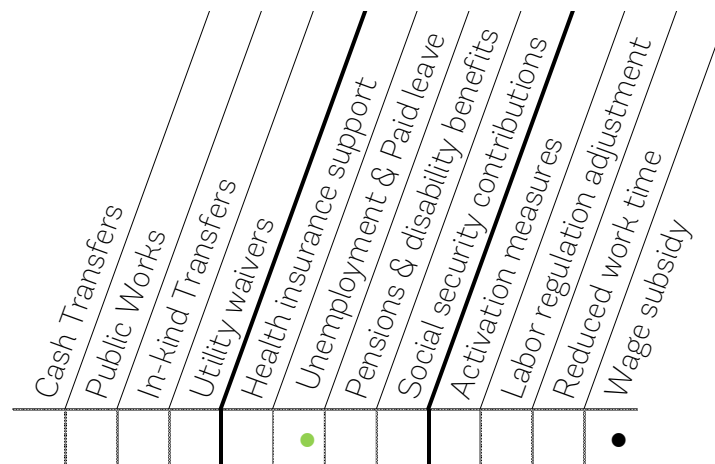 Cash Transfers
Public Works
In-kind Transfers
Utility waivers
Health insurance support
Unemployment & Paid leave
Pensions & disability benefits
Social security contributions
Activation measures
Labor regulation adjustment
Reduced work time
Wage subsidy